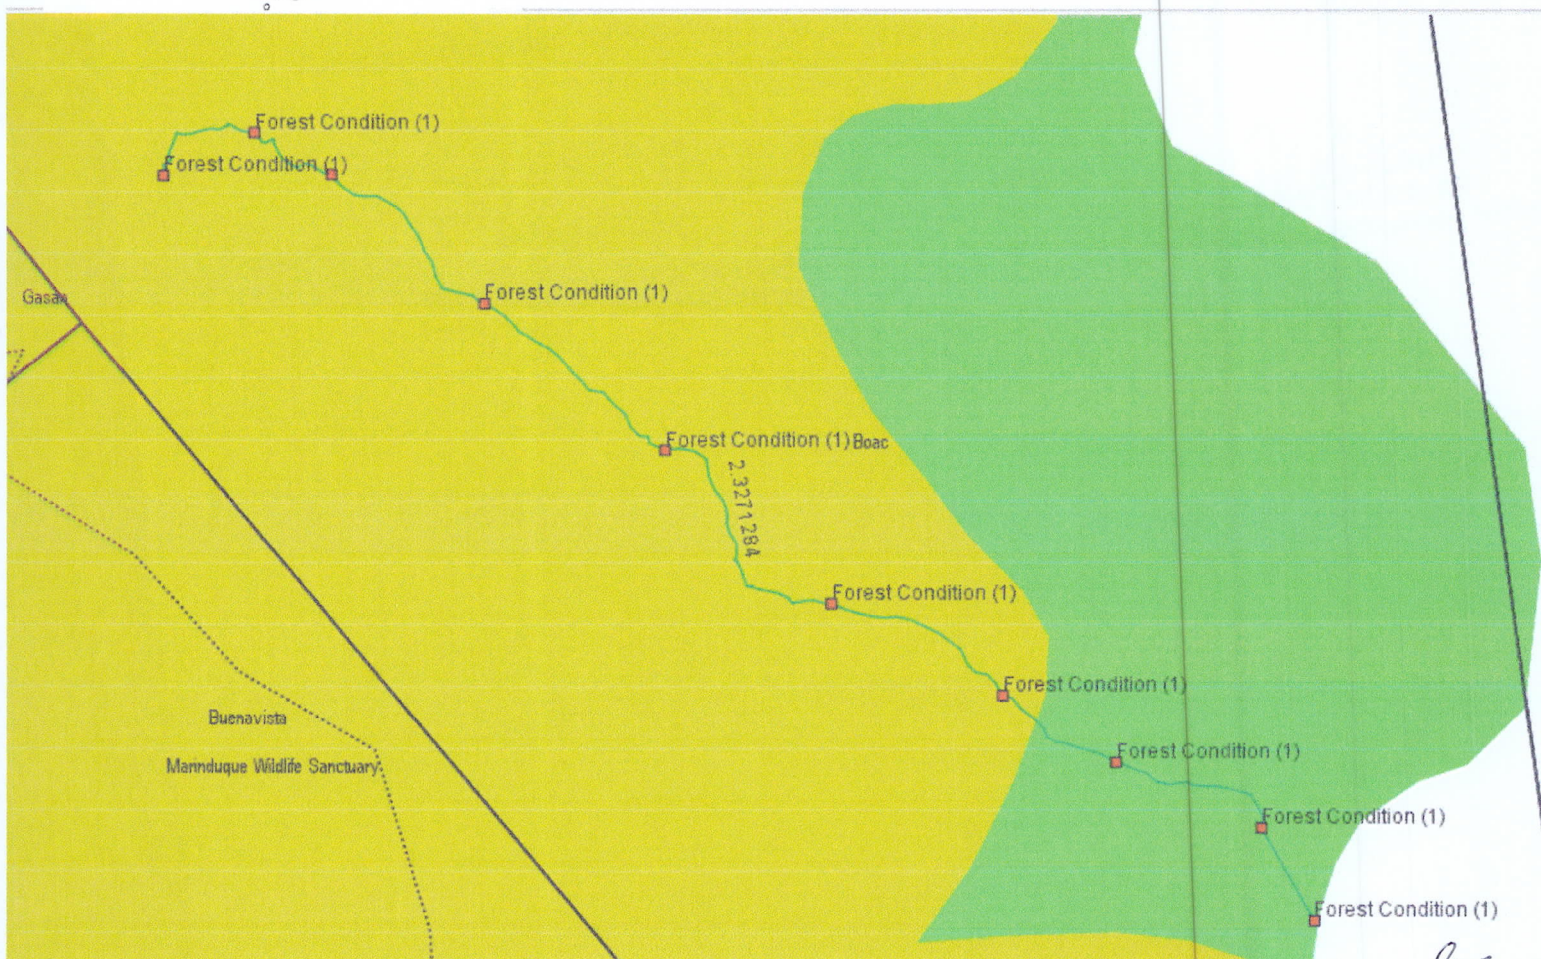 Forest Condition (1)
Forest Condition (1)
Forest Condition (1)
Gasan
Forest Condition (1)
Boac
2.3271284
Forest Condition (1)
Forest Condition (1)
Buenavista
Forest Condition (1)
Marinduque Wildlife Sanctuary
Forest Condition (1)
Forest Condition (1)